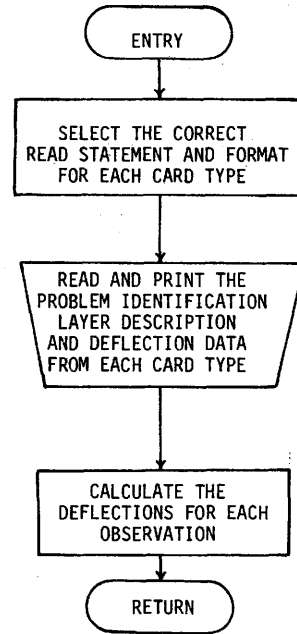 ENTRY
SELECT THE CORRECT
READ STATEMENT AND FORMAT
FOR EACH CARD TYPE
READ AND PRINT THE
PROBLEM IDENTIFICATION
LAYER DESCRIPTION
AND DEFLECTION DATA
FROM EACH CARD TYPE
CALCULATE THE
DEFLECTIONS FOR EACH
OBSERVATION
RETURN